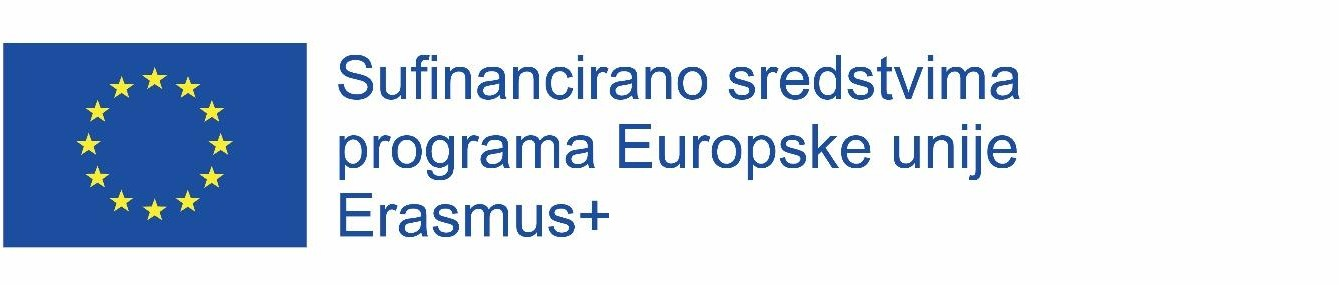 Sufinancirano sredstvima
programa Europske unije
Erasmus+